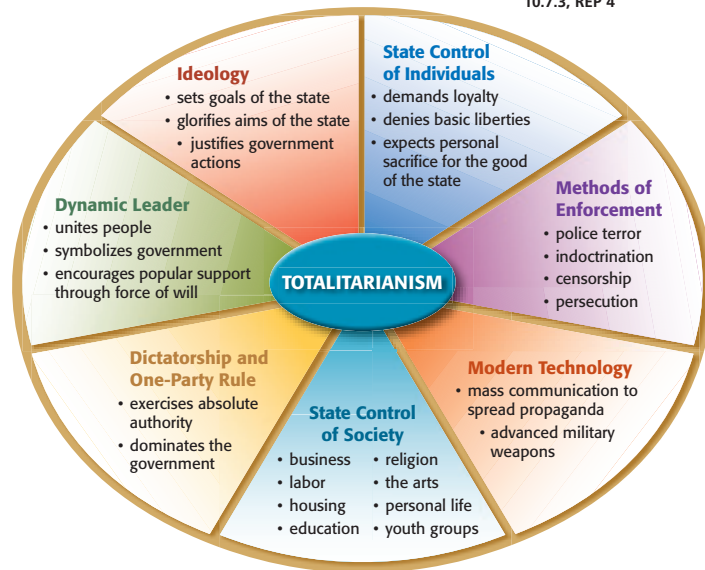 10.7.3, REP 4
Ideology
• sets goals of the state
• glorifies aims of the state
• justifies government
actions
State Control
of Individuals
• demands loyalty
• denies basic liberties
• expects personal
sacrifice for the good
of the state
Methods of
Enforcement
• police terror
• indoctrination
• censorship
• persecution
Modern Technology
• mass communication to
spread propaganda
• advanced military
weapons
State Control
of Society
• business
• labor
• housing
• education
• religion
• the arts
• personal life
• youth groups
Dictatorship and
One-Party Rule
• exercises absolute
authority
• dominates the
government
Dynamic Leader
• unites people
• symbolizes government
• encourages popular support
through force of will
TOTALITARIANISM